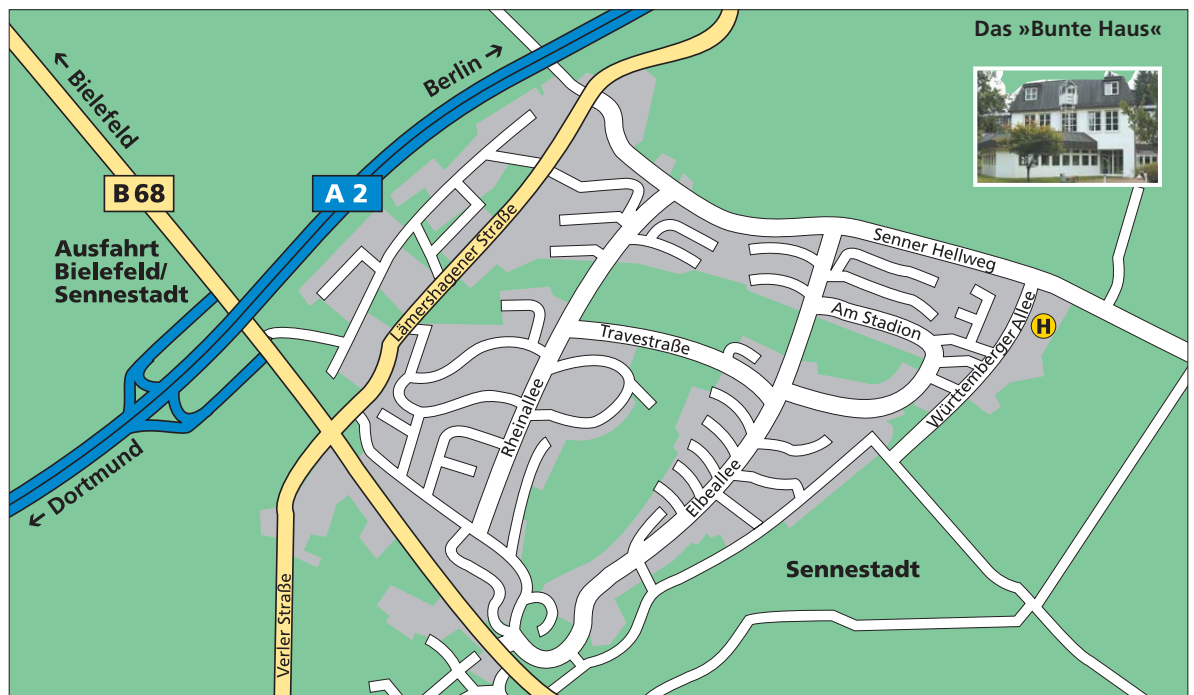 Das »Bunte Haus«
← Bielefeld
Berlin →
B 68
A 2
Ausfahrt
Bielefeld/
Sennestadt
Senner Hellweg
Lämershagener Straße
Am Stadion
H
Travestraße
Württemberger Allee
Rheinallee
Elbeallee
← Dortmund
Sennestadt
Verler Straße